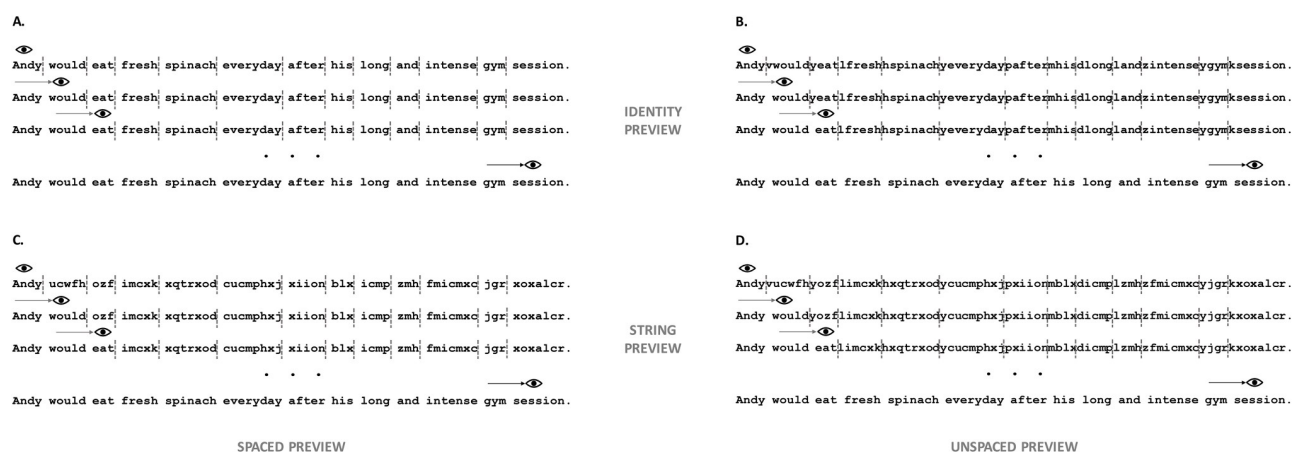 A.
Andy would eat fresh spinach everyday after his long and intense gym session.
Andy would eat fresh spinach everyday after his long and intense gym session.
Andy would eat fresh spinach everyday after his long and intense gym session.
. . .
Andy would eat fresh spinach everyday after his long and intense gym session.
B.
Andyvwouldyeatlfreshhspinachyeverydaypaftermhisdlonglandzintenseygymksession.
Andy wouldyeatlfreshhspinachyeverydaypaftermhisdlonglandzintenseygymksession.
Andy would eatlfreshhspinachyeverydaypaftermhisdlonglandzintenseygymksession.
. . .
Andy would eat fresh spinach everyday after his long and intense gym session.
IDENTITY
PREVIEW
C.
Andy ucwfh ozf imcxk xqtrxod cucmphxj xiion blx icmp zmh fmicmxc jgr xoxalcr.
Andy would ozf imcxk xqtrxod cucmphxj xiion blx icmp zmh fmicmxc jgr xoxalcr.
Andy would eat imcxk xqtrxod cucmphxj xiion blx icmp zmh fmicmxc jgr xoxalcr.
. . .
Andy would eat fresh spinach everyday after his long and intense gym session.
D.
Andyvucwfhyozflimcxkhxqtrxodycucmphxjpxiionmblxdicmplzmhzfmicmxcyjgrkxoxalcr.
Andy wouldyozflimcxkhxqtrxodycucmphxjpxiionmblxdicmplzmhzfmicmxcyjgrkxoxalcr.
Andy would eatlimcxkhxqtrxodycucmphxjpxiionmblxdicmplzmhzfmicmxcyjgrkxoxalcr.
. . .
Andy would eat fresh spinach everyday after his long and intense gym session.
STRING
PREVIEW
SPACED PREVIEW
UNSPACED PREVIEW